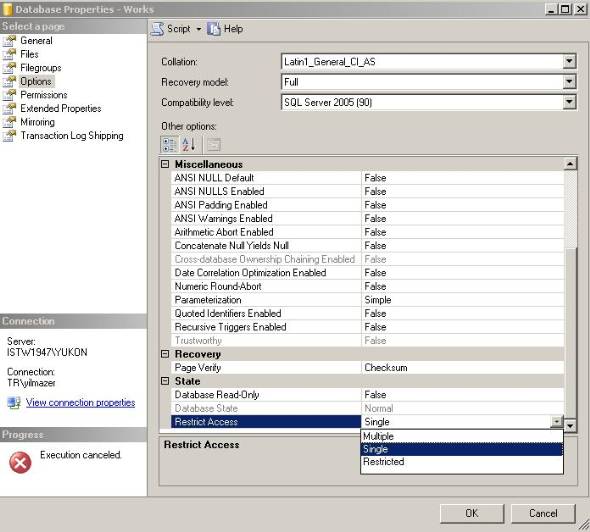 Database Properties - Works
Select a page
General
Files
Filegroups
Options
Permissions
Extended Properties
Mirroring
Transaction Log Shipping
Connection
Server:
ISTW1947\YUKON
Connection:
TR\yilmazer
View connection properties
Progress
Execution canceled.
Script Help
Collation: Latin1_General_CI_AS
Recovery model: Full
Compatibility level: SQL Server 2005 (90)
Other options:
Miscellaneous
ANSI NULL Default False
ANSI NULLS Enabled False
ANSI Padding Enabled False
ANSI Warnings Enabled False
Arithmetic Abort Enabled False
Concatenate Null Yields Null False
Cross-database Ownership Chaining Enabled False
Date Correlation Optimization Enabled False
Numeric Round-Abort False
Parameterization Simple
Quoted Identifiers Enabled False
Recursive Triggers Enabled False
Trustworthy False
Recovery
Page Verify Checksum
State
Database Read-Only False
Database State Normal
Restrict Access Single
Multiple
Single
Restricted
Restrict Access
OK Cancel